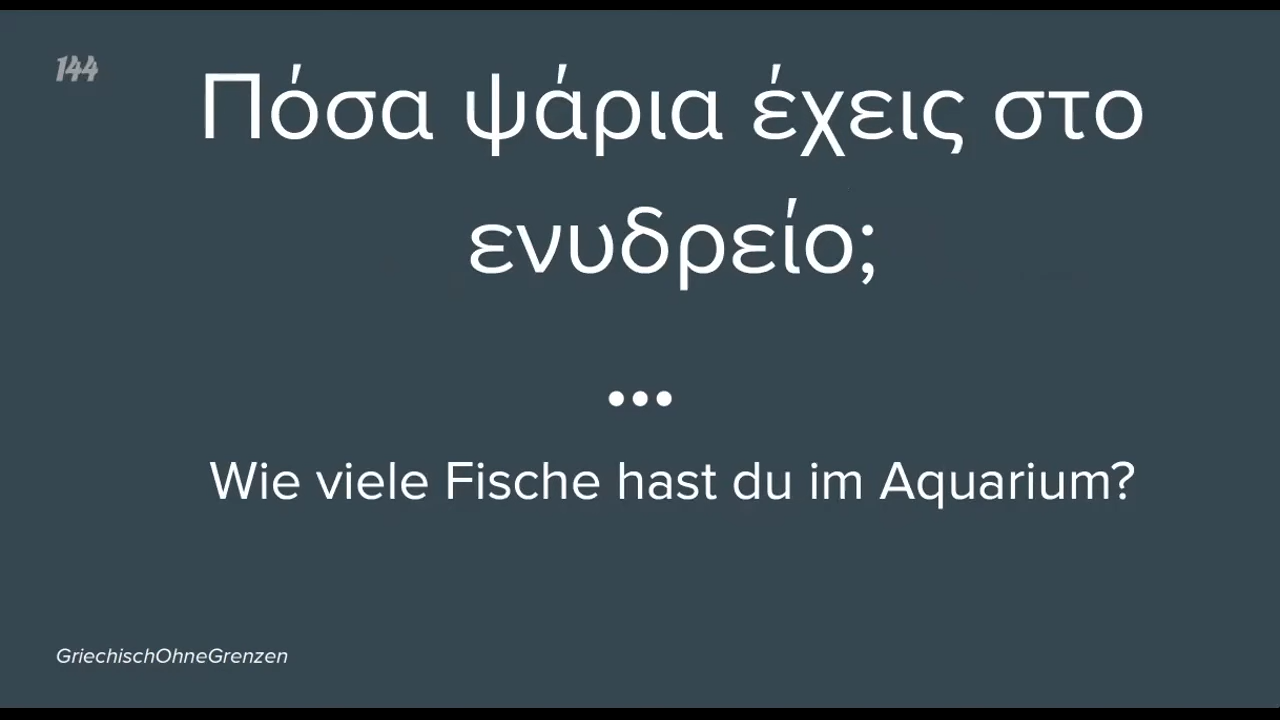 144
Πόσα ψάρια έχεις στο
ενυδρείο;
•••
Wie viele Fische hast du im Aquarium?
GriechischOhneGrenzen